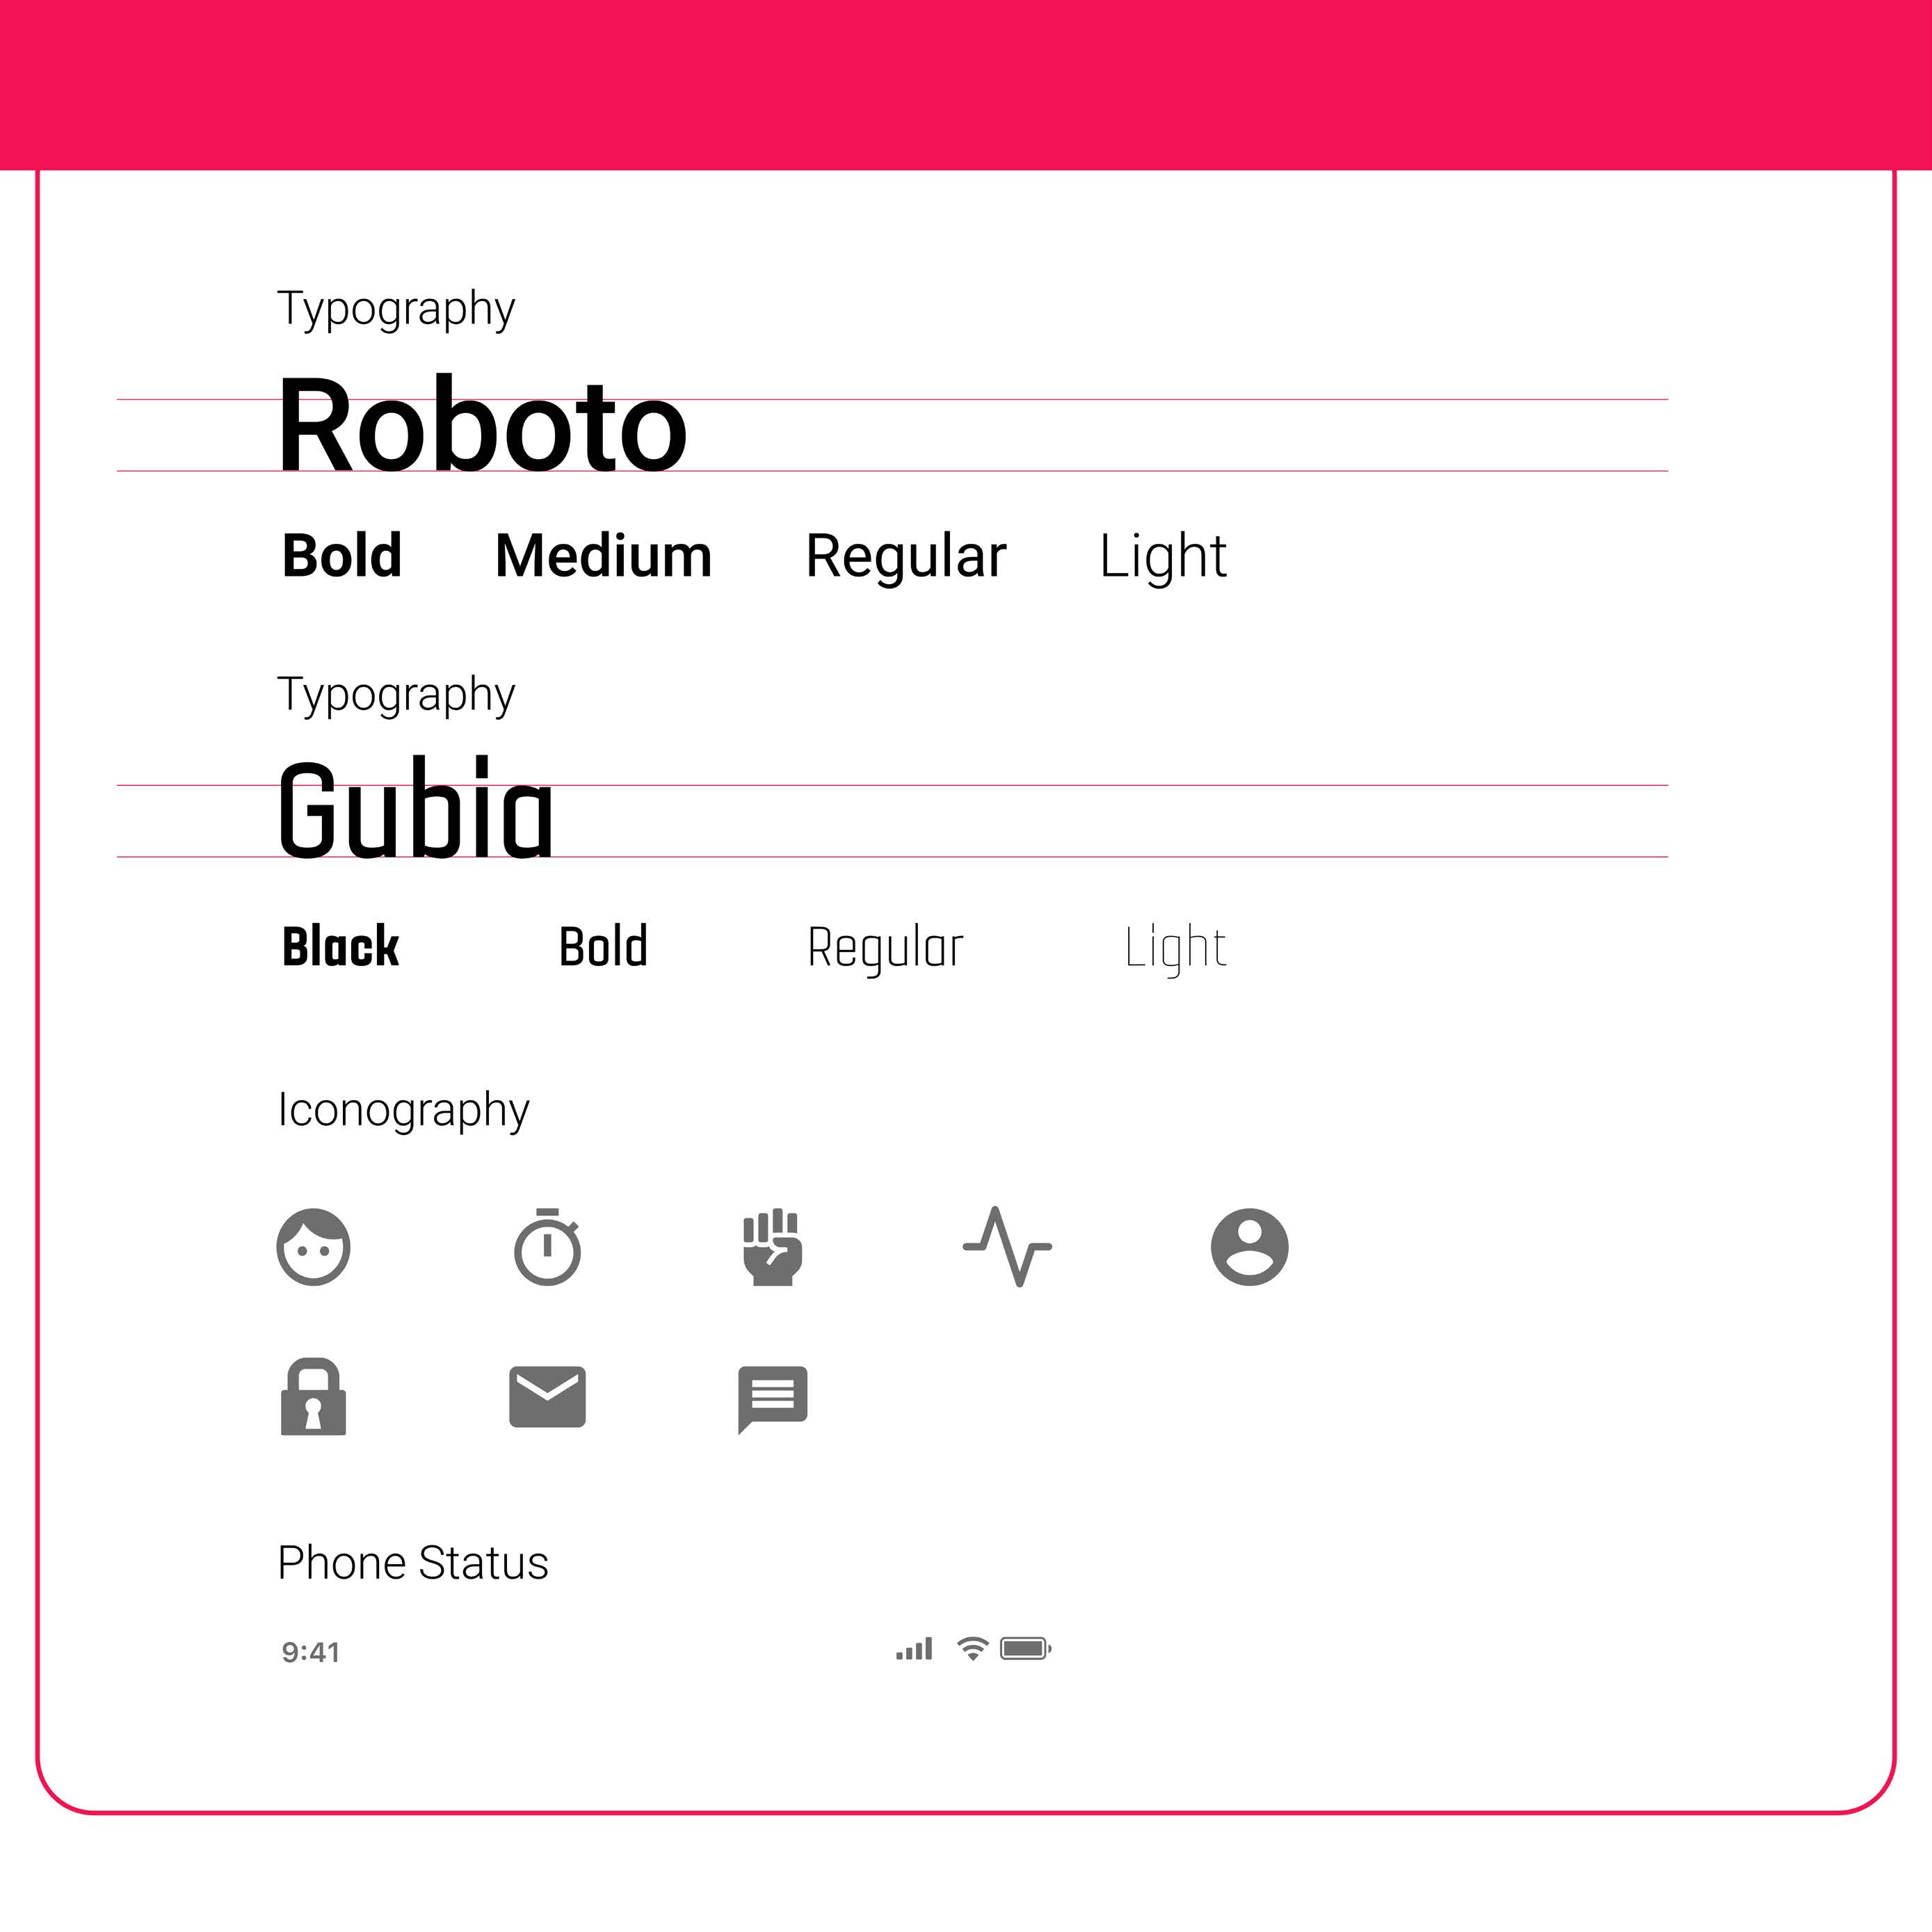 Typography
Roboto
Bold Medium Regular Light
Typography
Gubia
Black Bold Regular Light
Iconography
Phone Status
9:41